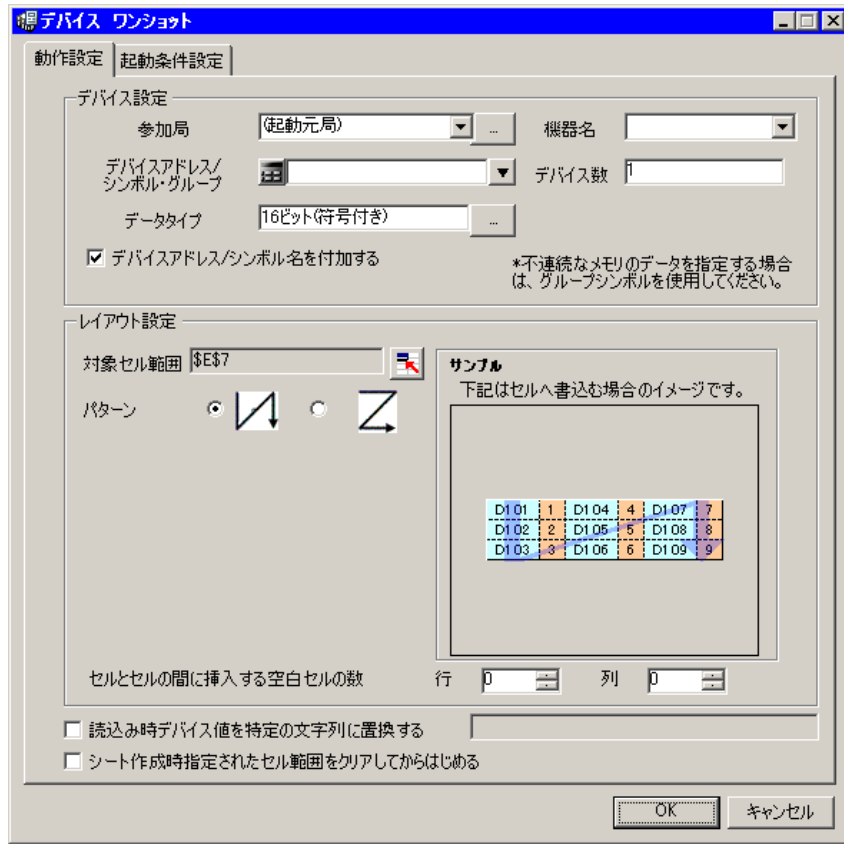 デバイス ワンショット
動作設定 起動条件設定
デバイス設定
参加局 (起動元局) ... 機器名
デバイスアドレス/
シンボル・グループ
デバイス数 1
データタイプ 16ビット(符号付き) ...
デバイスアドレス/シンボル名を付加する
*不連続なメモリのデータを指定する場合
は、グループシンボルを使用してください。
レイアウト設定
対象セル範囲 $E$7
パターン
サンプル
下記はセルへ書込む場合のイメージです。
D101 1 D104 4 D107 7
D102 2 D105 5 D108 8
D103 3 D106 6 D109 9
セルとセルの間に挿入する空白セルの数 行 0 列 0
読込み時デバイス値を特定の文字列に置換する
シート作成時指定されたセル範囲をクリアしてからはじめる
OK キャンセル